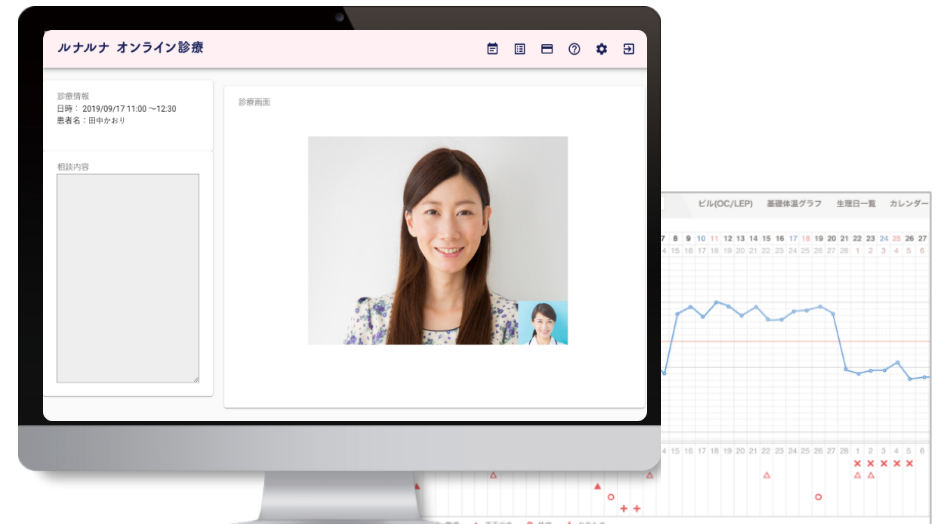 ルナルナ オンライン診療
診療情報
日時: 2019/09/17 11:00 〜12:30
患者名:田中かおり
相談内容
診療画面
ピル(OC/LEP) 基礎体温グラフ 生理日一覧 カレンダー
7 8 9 10 11 12 13 14 15 16 17 18 19 20 21 22 23 24 25 26 27
4 15 16 17 18 19 20 21 22 23 24 25 26 27 28 1 2 3 4 5 6
4 15 16 17 18 19 20 21 22 23 24 25 26 27 28 1 2 3 4 5 6